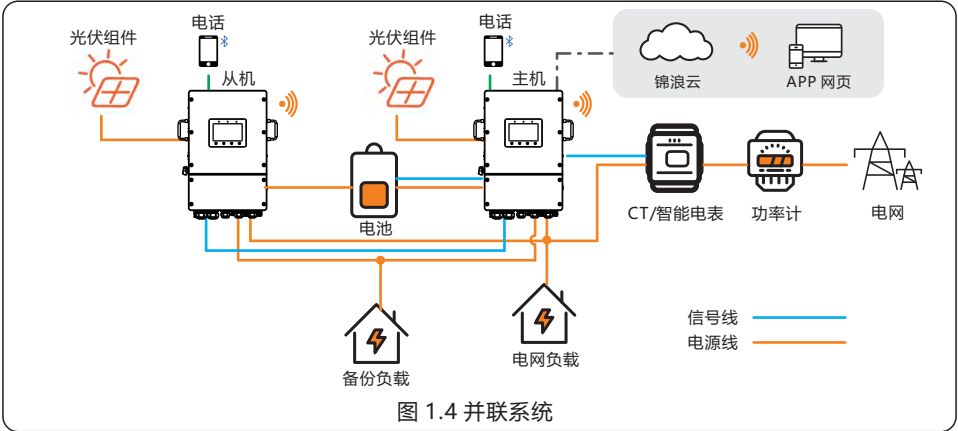 电话
光伏组件
从机
电话
光伏组件
主机
锦浪云
APP 网页
电池
CT/智能电表
功率计
电网
信号线
电源线
备份负载
电网负载
图 1.4 并联系统